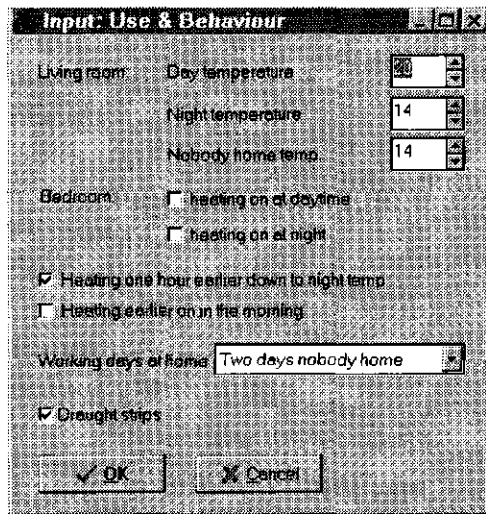 Input: Use & Behaviour
Living room Day temperature
Night temperature 14
Nobody home temp. 14
Bedroom heating on at daytime
heating on at night
Heating one hour earlier down to night temp
Heating earlier on in the morning
Working days at home Two days nobody home
Draught strips
OK Cancel